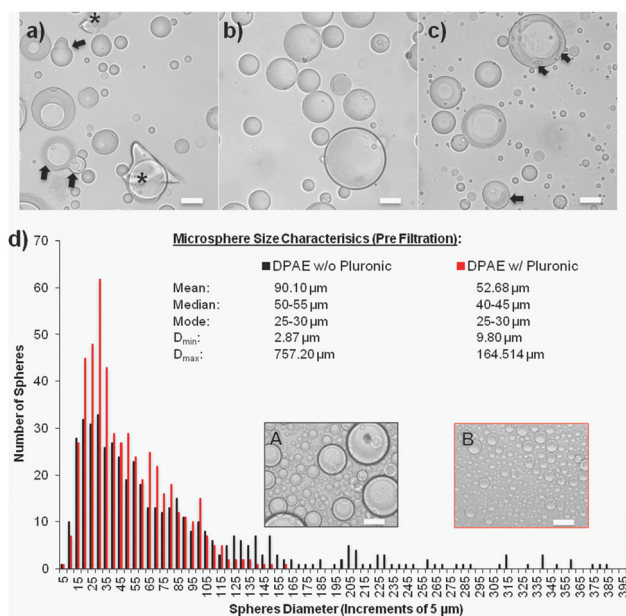 a)
*
*
b)
c)
d)
Microsphere Size Characterisics (Pre Filtration):
DPAE w/o Pluronic DPAE w/ Pluronic
Mean: 90.10 µm 52.68 µm
Median: 50-55 µm 40-45 µm
Mode: 25-30 µm 25-30 µm
Dmin: 2.87 µm 9.80 µm
Dmax: 757.20 µm 164.514 µm
A
B
Number of Spheres
70
60
50
40
30
20
10
0
5 15 25 35 45 55 65 75 85 95 105 115 125 135 145 155 165 175 185 195 205 215 225 235 245 255 265 275 285 295 305 315 325 335 345 355 365 375 385 395
Spheres Diameter (Increments of 5 µm)